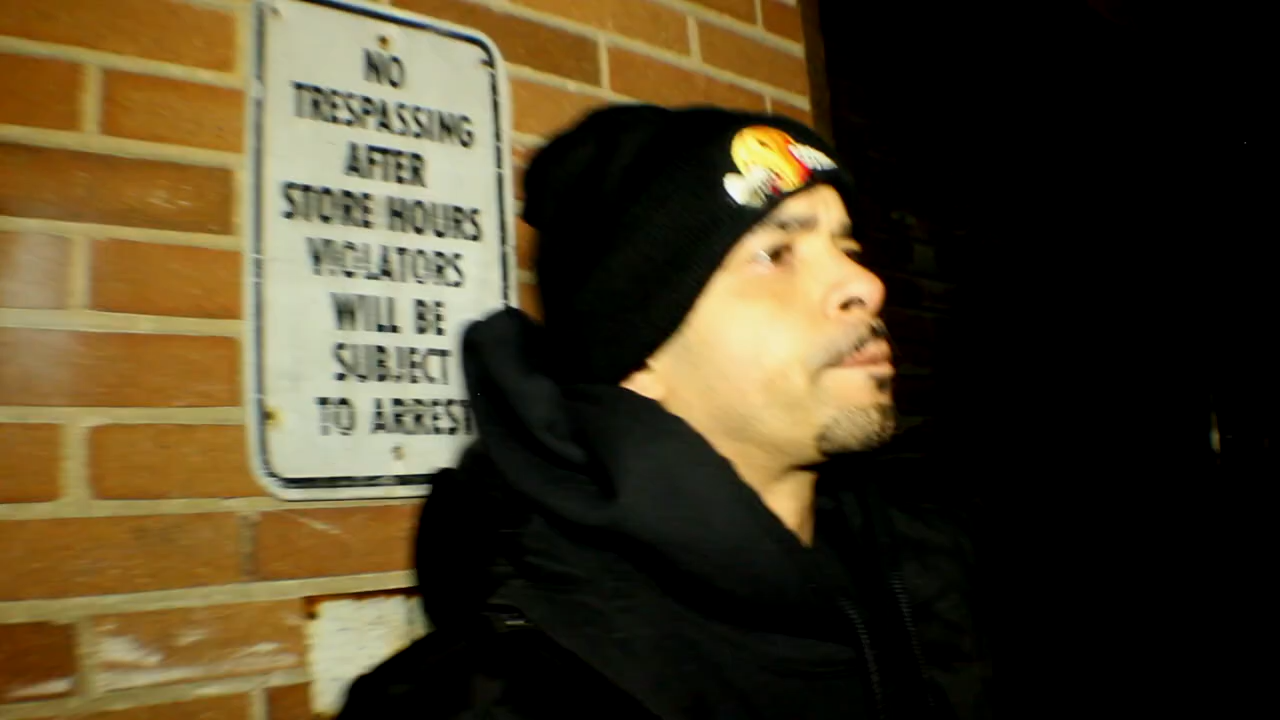 NO
TRESPASSING
AFTER
STORE HOURS
VIOLATORS
WILL BE
SUBJECT
TO ARREST